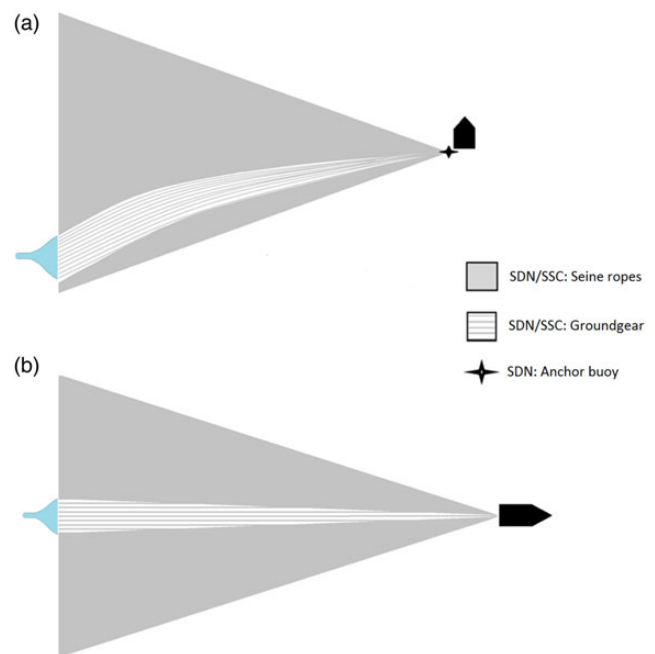 (a)
SDN/SSC: Seine ropes
SDN/SSC: Groundgear
SDN: Anchor buoy
(b)